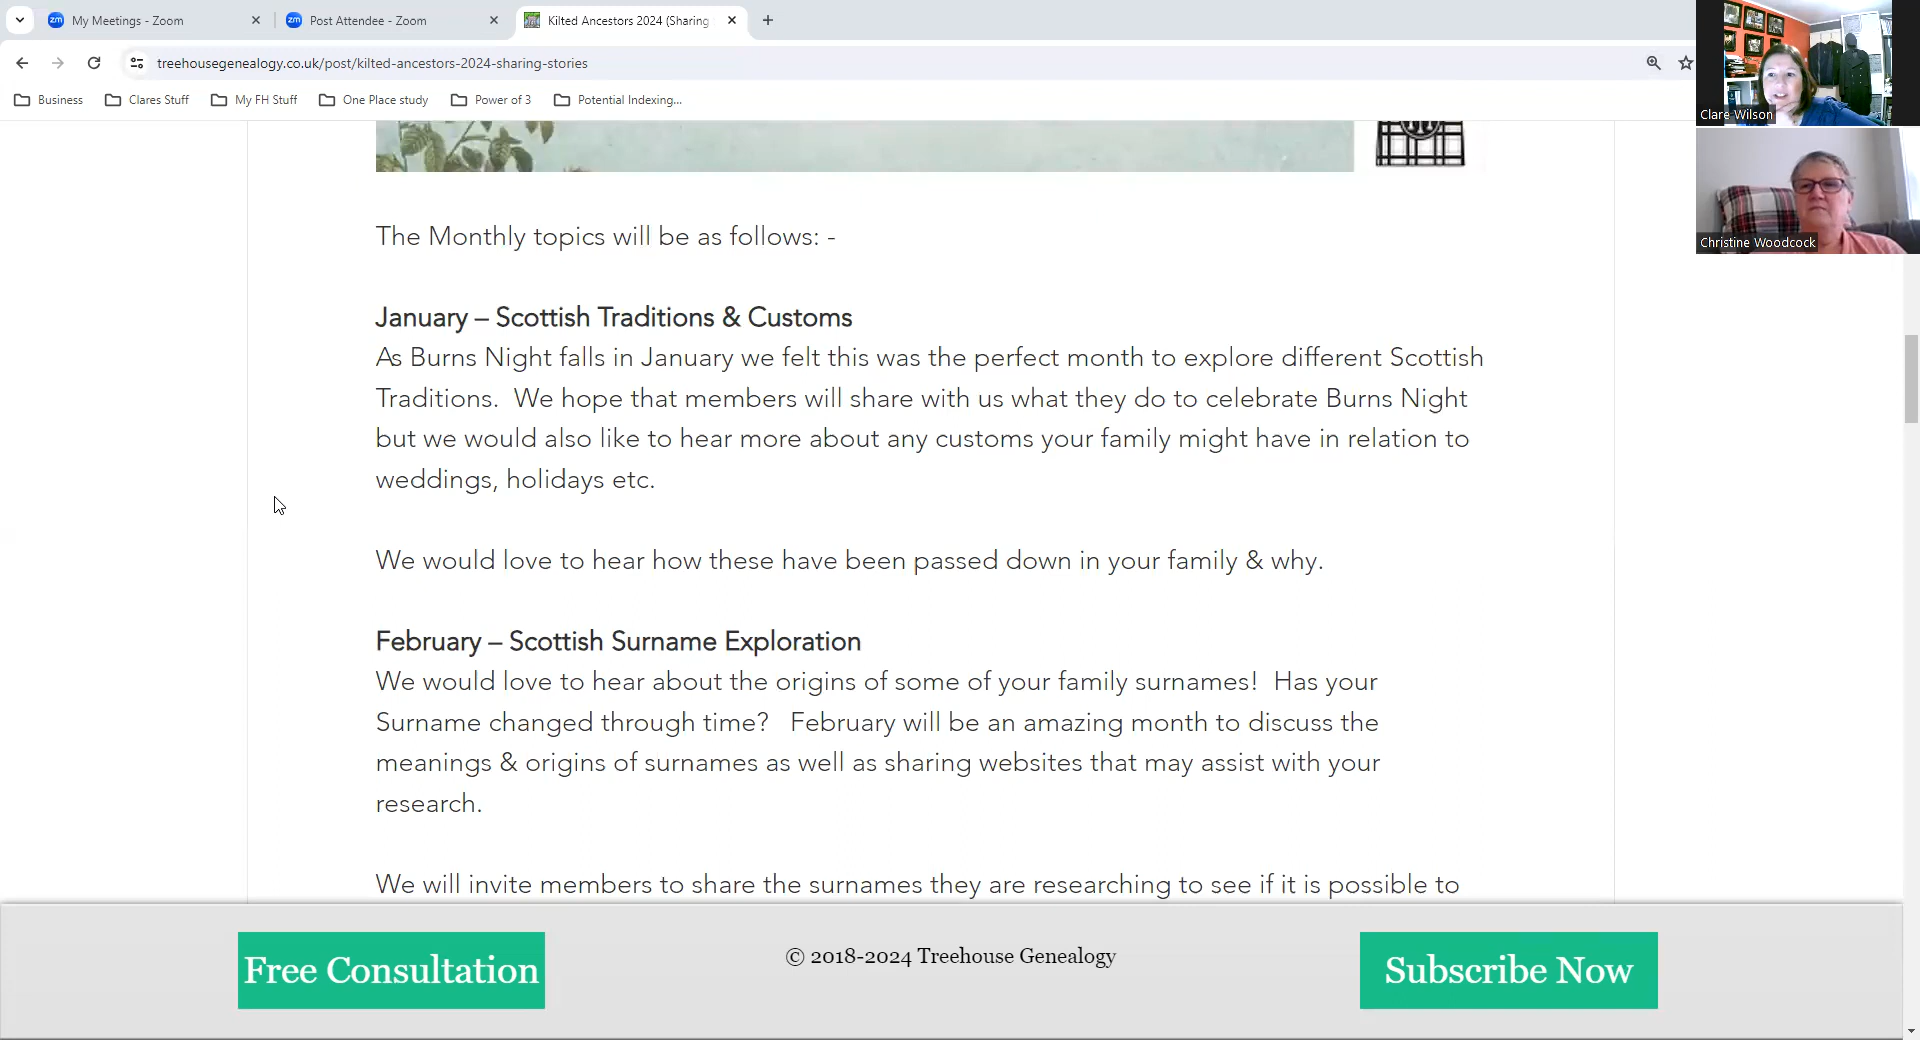 My Meetings - Zoom
Post Attendee - Zoom
Kilted Ancestors 2024 (Sharing
treehousegenealogy.co.uk/post/kilted-ancestors-2024-sharing-stories
Business
Clares Stuff
My FH Stuff
One Place study
Power of 3
Potential Indexing...
Clare Wilson
Christine Woodcock
The Monthly topics will be as follows: -
January – Scottish Traditions & Customs
As Burns Night falls in January we felt this was the perfect month to explore different Scottish
Traditions.  We hope that members will share with us what they do to celebrate Burns Night
but we would also like to hear more about any customs your family might have in relation to
weddings, holidays etc.
We would love to hear how these have been passed down in your family & why.
February – Scottish Surname Exploration
We would love to hear about the origins of some of your family surnames!  Has your
Surname changed through time?   February will be an amazing month to discuss the
meanings & origins of surnames as well as sharing websites that may assist with your
research.
We will invite members to share the surnames they are researching to see if it is possible to
Free Consultation
© 2018-2024 Treehouse Genealogy
Subscribe Now